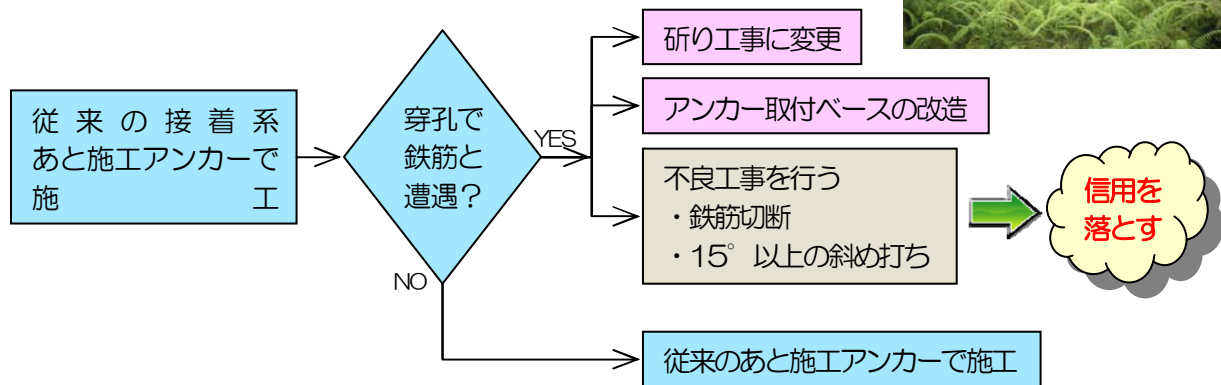 従来の接着系
あと施工アンカーで
施工
穿孔で
鉄筋と
遭遇？
YES
NO
斫り工事に変更
アンカー取付ベースの改造
不良工事を行う
・鉄筋切断
・15°以上の斜め打ち
信用を
落とす
従来のあと施工アンカーで施工